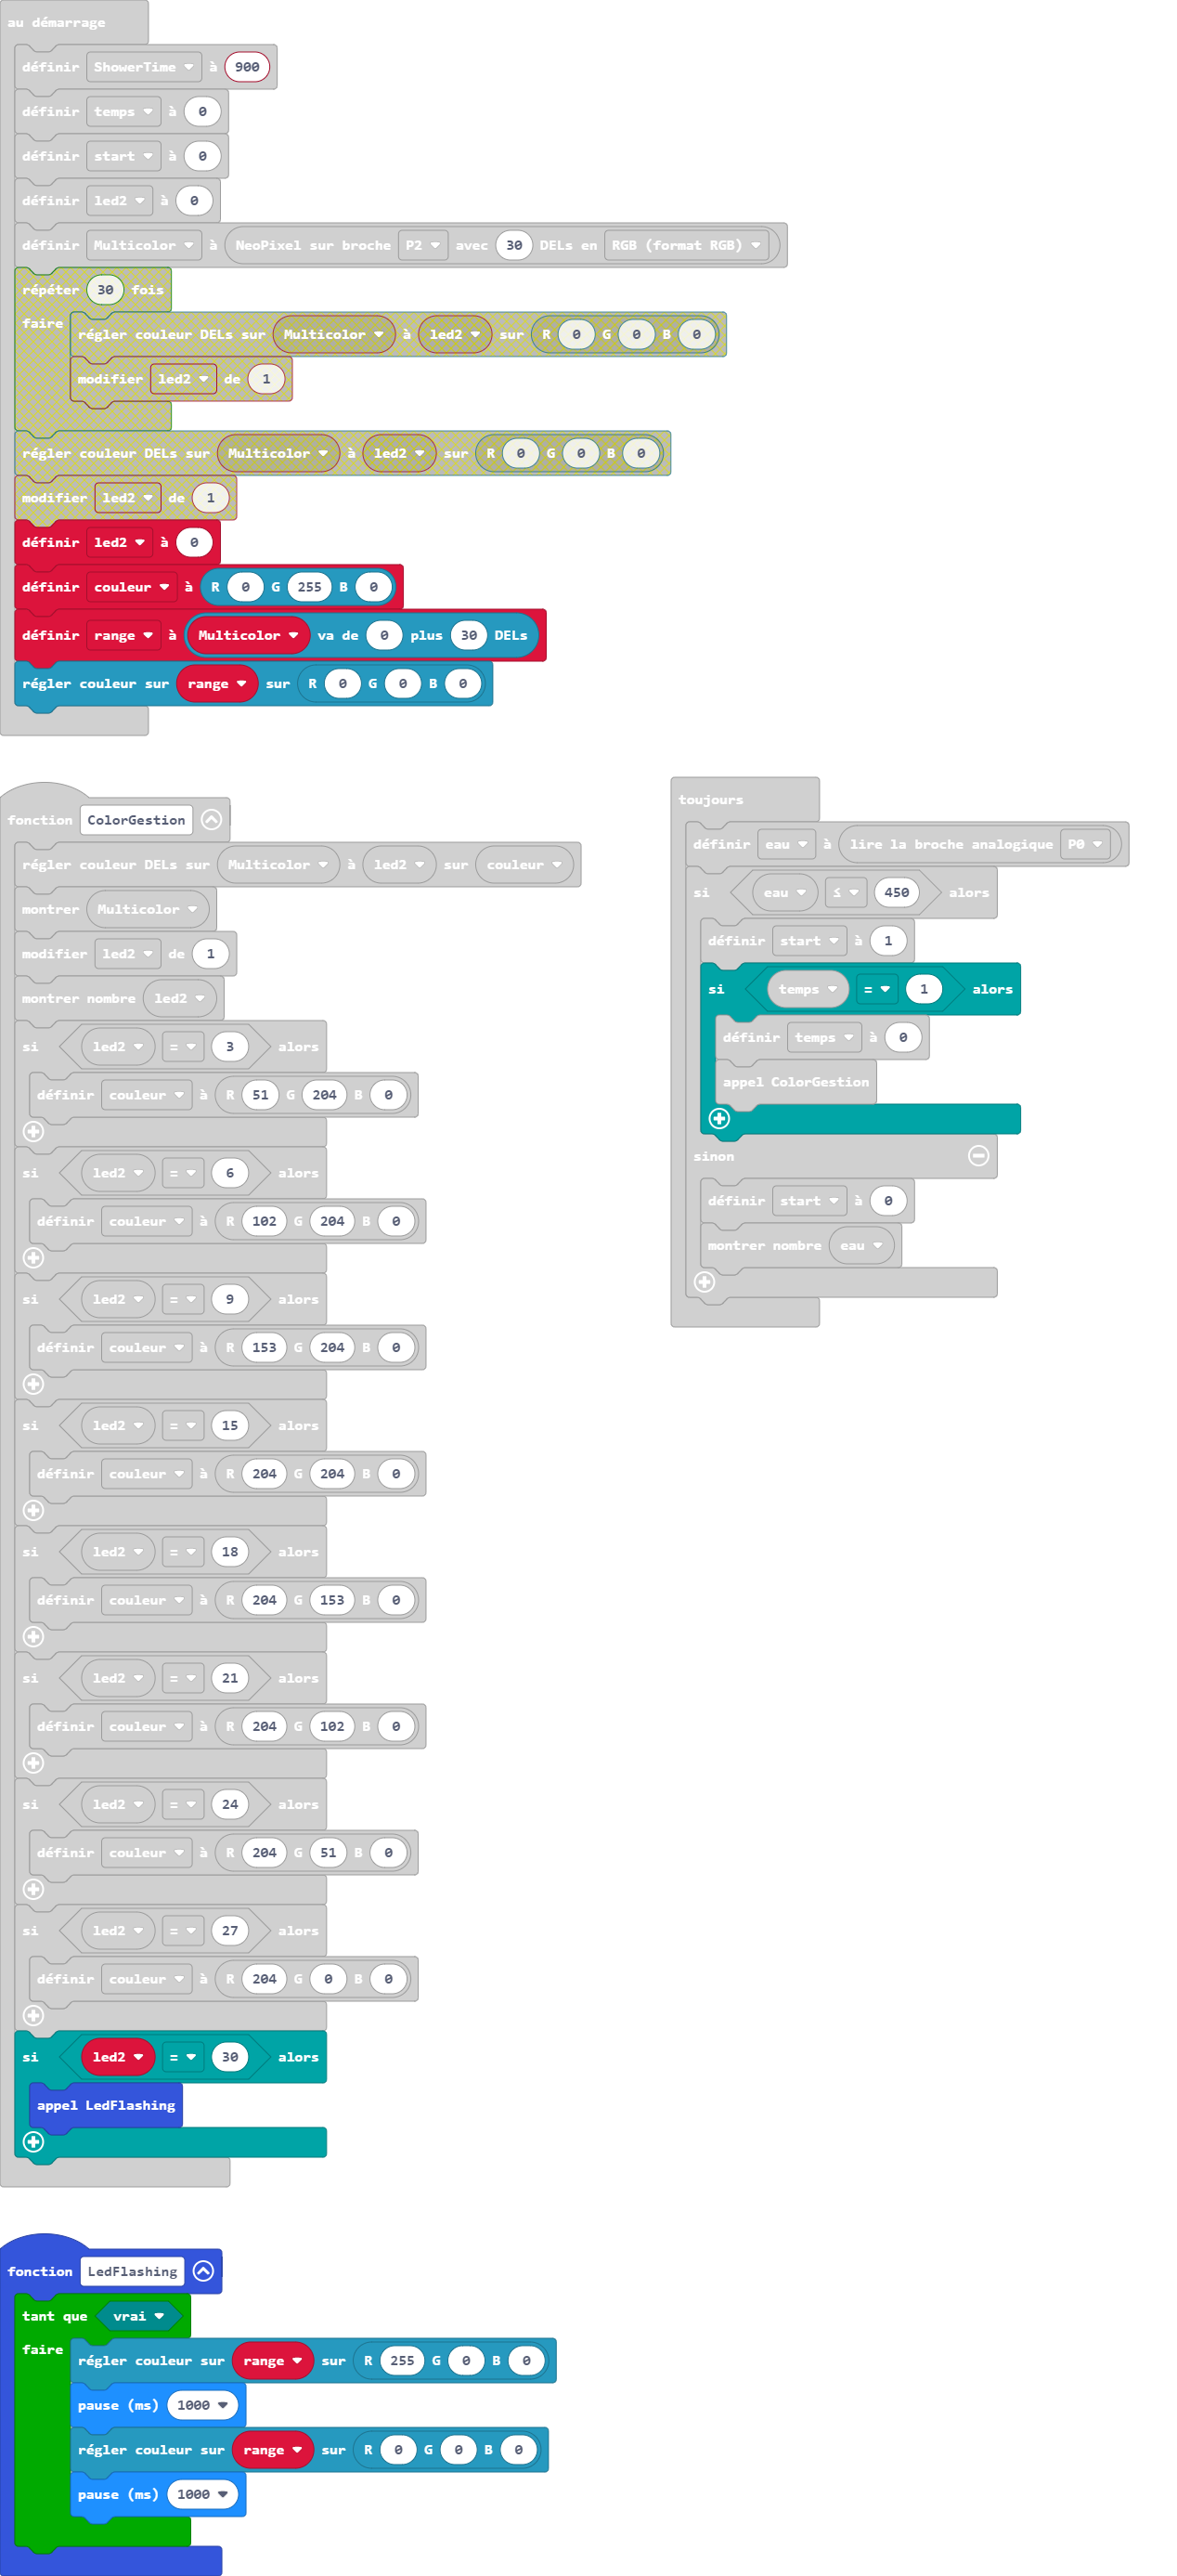 au démarrage
définir ShowerTime à 900
définir temps à 0
définir start à 0
définir led2 à 0
définir Multicolor à NeoPixel sur broche P2 avec 30 DELs en RGB (format RGB)
répéter 30 fois
faire régler couleur DELs sur Multicolor à led2 sur R 0 G 0 B 0
modifier led2 de 1
régler couleur DELs sur Multicolor à led2 sur R 0 G 0 B 0
modifier led2 de 1
définir led2 à 0
définir couleur à R 0 G 255 B 0
définir range à Multicolor va de 0 plus 30 DELs
régler couleur sur range sur R 0 G 0 B 0
fonction ColorGestion
régler couleur DELs sur Multicolor à led2 sur couleur
montrer Multicolor
modifier led2 de 1
montrer nombre led2
si led2 = 3 alors
définir couleur à R 51 G 204 B 0
si led2 = 6 alors
définir couleur à R 102 G 204 B 0
si led2 = 9 alors
définir couleur à R 153 G 204 B 0
si led2 = 15 alors
définir couleur à R 204 G 204 B 0
si led2 = 18 alors
définir couleur à R 204 G 153 B 0
si led2 = 21 alors
définir couleur à R 204 G 102 B 0
si led2 = 24 alors
définir couleur à R 204 G 51 B 0
si led2 = 27 alors
définir couleur à R 204 G 0 B 0
si led2 = 30 alors
appel LedFlashing
toujours
définir eau à lire la broche analogique P0
si eau ≤ 450 alors
définir start à 1
si temps = 1 alors
définir temps à 0
appel ColorGestion
sinon
définir start à 0
montrer nombre eau
fonction LedFlashing
tant que vrai
faire régler couleur sur range sur R 255 G 0 B 0
pause (ms) 1000
régler couleur sur range sur R 0 G 0 B 0
pause (ms) 1000